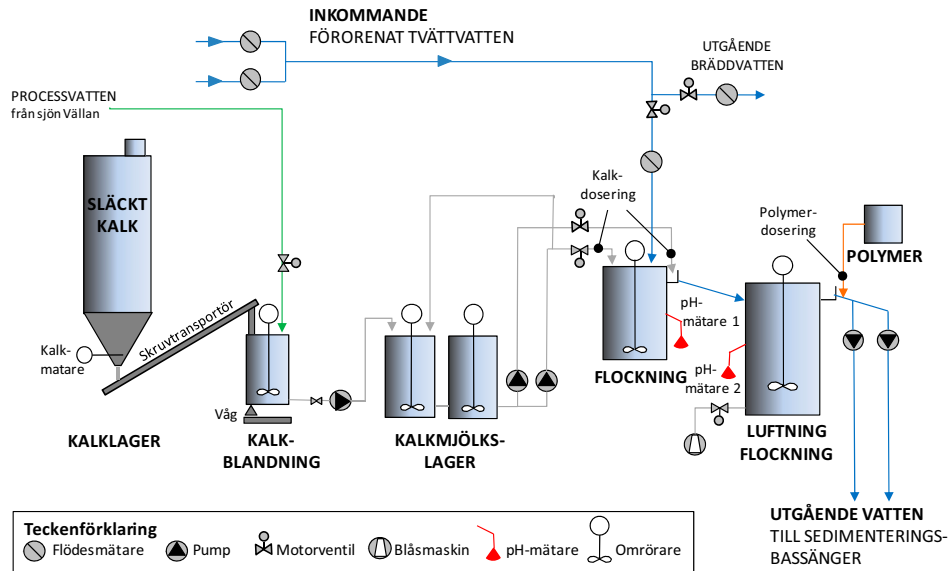 INKOMMANDE
FÖRORENAT TVÄTTVATTEN
UTGÅENDE
BRÄDDVATTEN
PROCESSVATTEN
från sjön Vällan
SLÄCKT
KALK
Kalk-
dosering
Polymer-
dosering
POLYMER
Skruvtransportör
Kalk-
matare
pH-
mätare 1
pH-
mätare 2
Våg
FLOCKNING
KALKLAGER
KALK-
BLANDNING
KALKMJÖLKS-
LAGER
LUFTNING
FLOCKNING
UTGÅENDE VATTEN
TILL SEDIMENTERINGS-
BASSÄNGER
Teckenförklaring
Flödesmätare
Pump
Motorventil
Blåsmaskin
pH-mätare
Omrörare